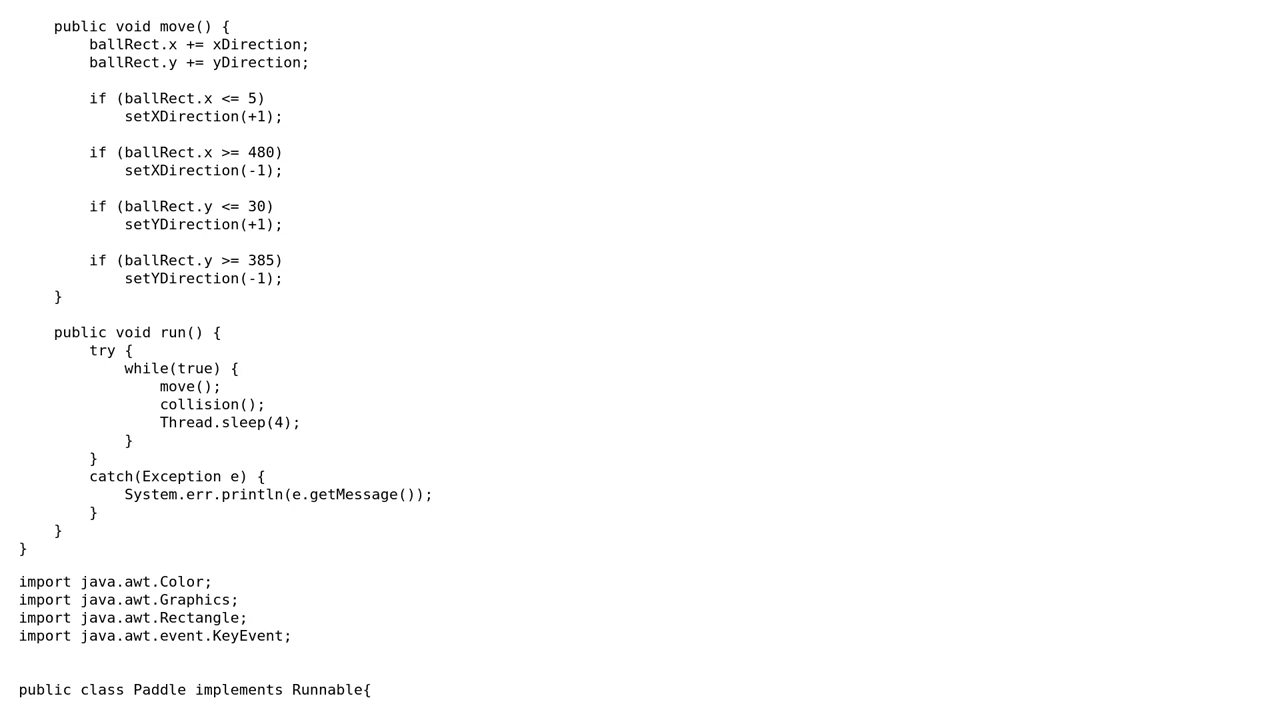 public void move() {
        ballRect.x += xDirection;
        ballRect.y += yDirection;

        if (ballRect.x <= 5)
            setXDirection(+1);

        if (ballRect.x >= 480)
            setXDirection(-1);

        if (ballRect.y <= 30)
            setYDirection(+1);

        if (ballRect.y >= 385)
            setYDirection(-1);
    }

    public void run() {
        try {
            while(true) {
                move();
                collision();
                Thread.sleep(4);
            }
        }
        catch(Exception e) {
            System.err.println(e.getMessage());
        }
    }
}

import java.awt.Color;
import java.awt.Graphics;
import java.awt.Rectangle;
import java.awt.event.KeyEvent;


public class Paddle implements Runnable{